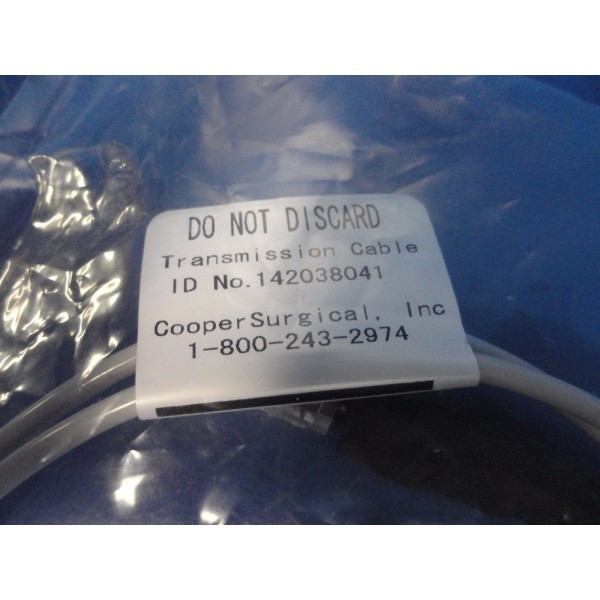 DO NOT DISCARD
Transmission Cable
ID No.142038041
CooperSurgical, Inc
1-800-243-2974